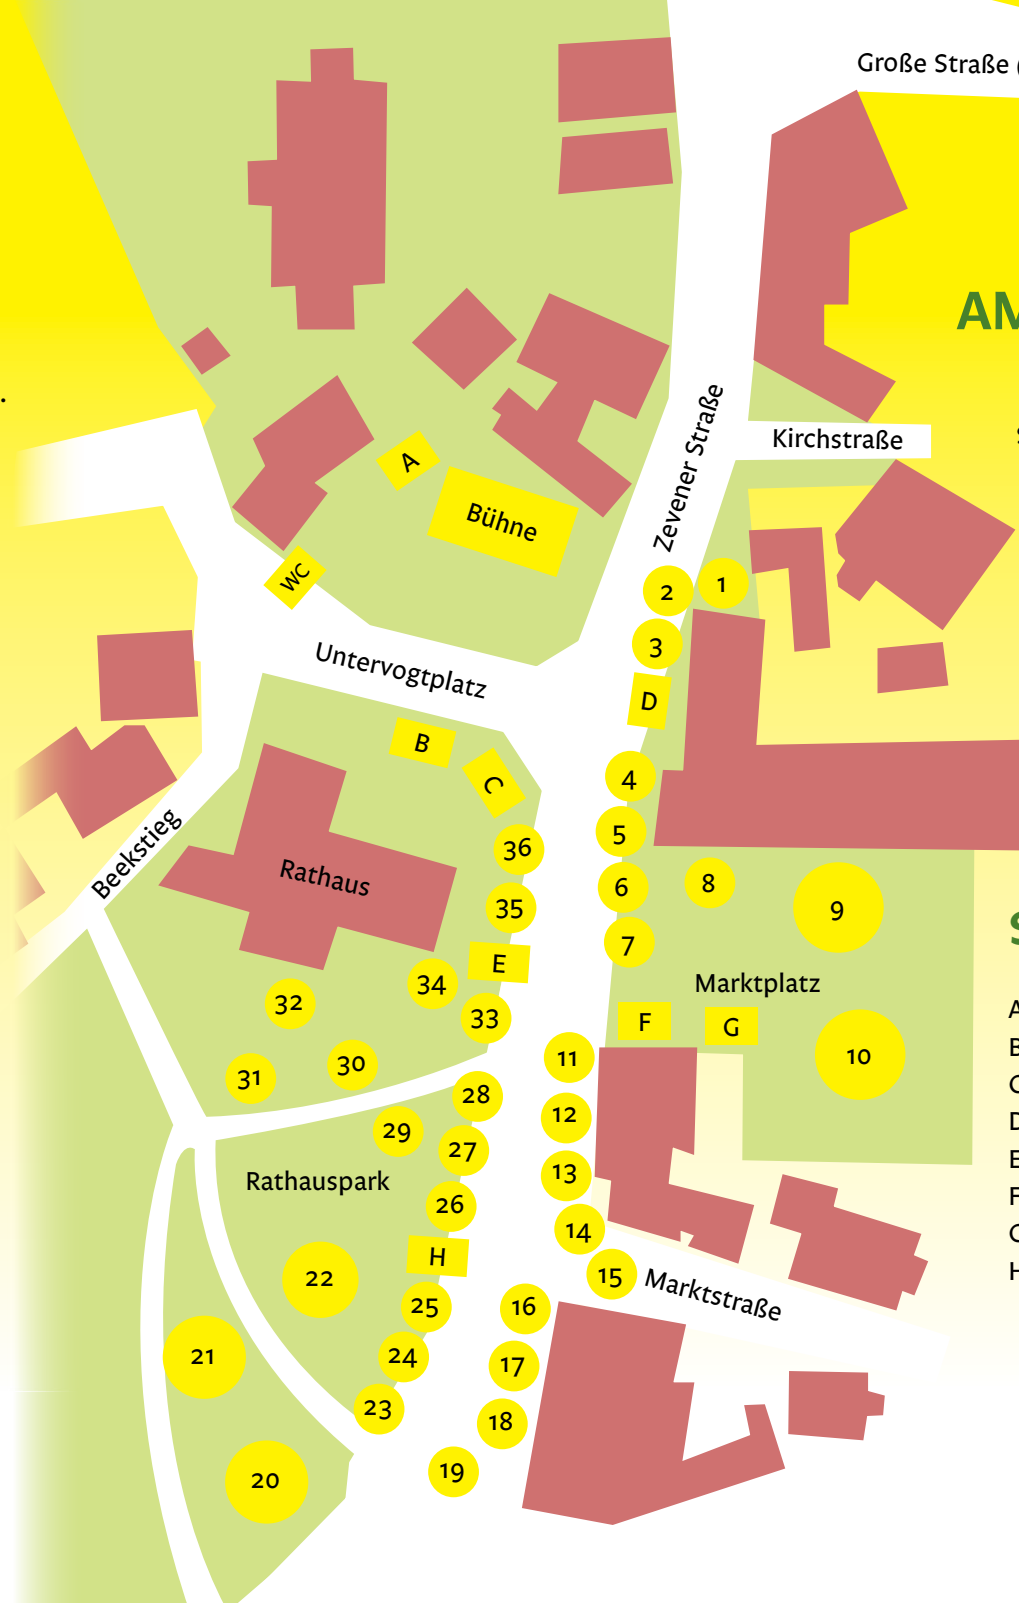 Große Straße (
AM
.
Kirchstraße
Zevener Straße
A
Bühne
WC
1
2
3
D
Untervogtplatz
B
C
4
5
6
7
8
9
Beekstieg
Rathaus
36
35
E
34
33
32
31
30
Marktplatz
F
G
10
S
A
B
C
D
E
F
G
H
11
12
13
14
15
28
29
27
26
Rathauspark
H
22
25
24
23
21
20
16
17
18
19
Marktstraße